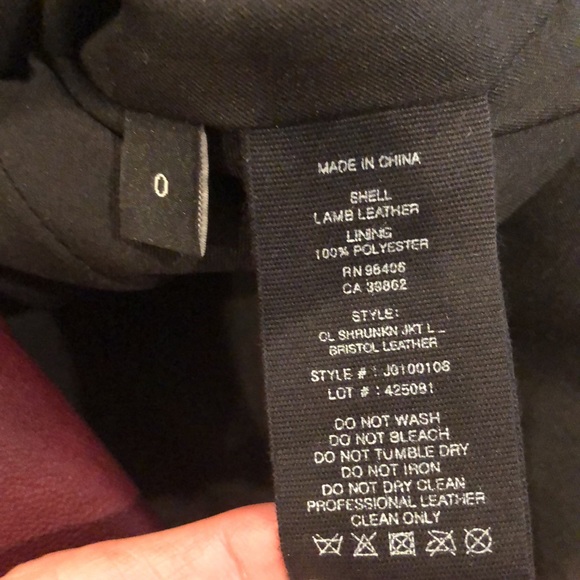 0
MADE IN CHINA
SHELL
LAMB LEATHER
LINING
100% POLYESTER
RN 98406
CA 39862
STYLE:
CL SHRUNKN JKT L
BRISTOL LEATHER
STYLE # : J0100106
LOT # : 425081
DO NOT WASH
DO NOT BLEACH
DO NOT TUMBLE DRY
DO NOT IRON
DO NOT DRY CLEAN
PROFESSIONAL LEATHER
CLEAN ONLY